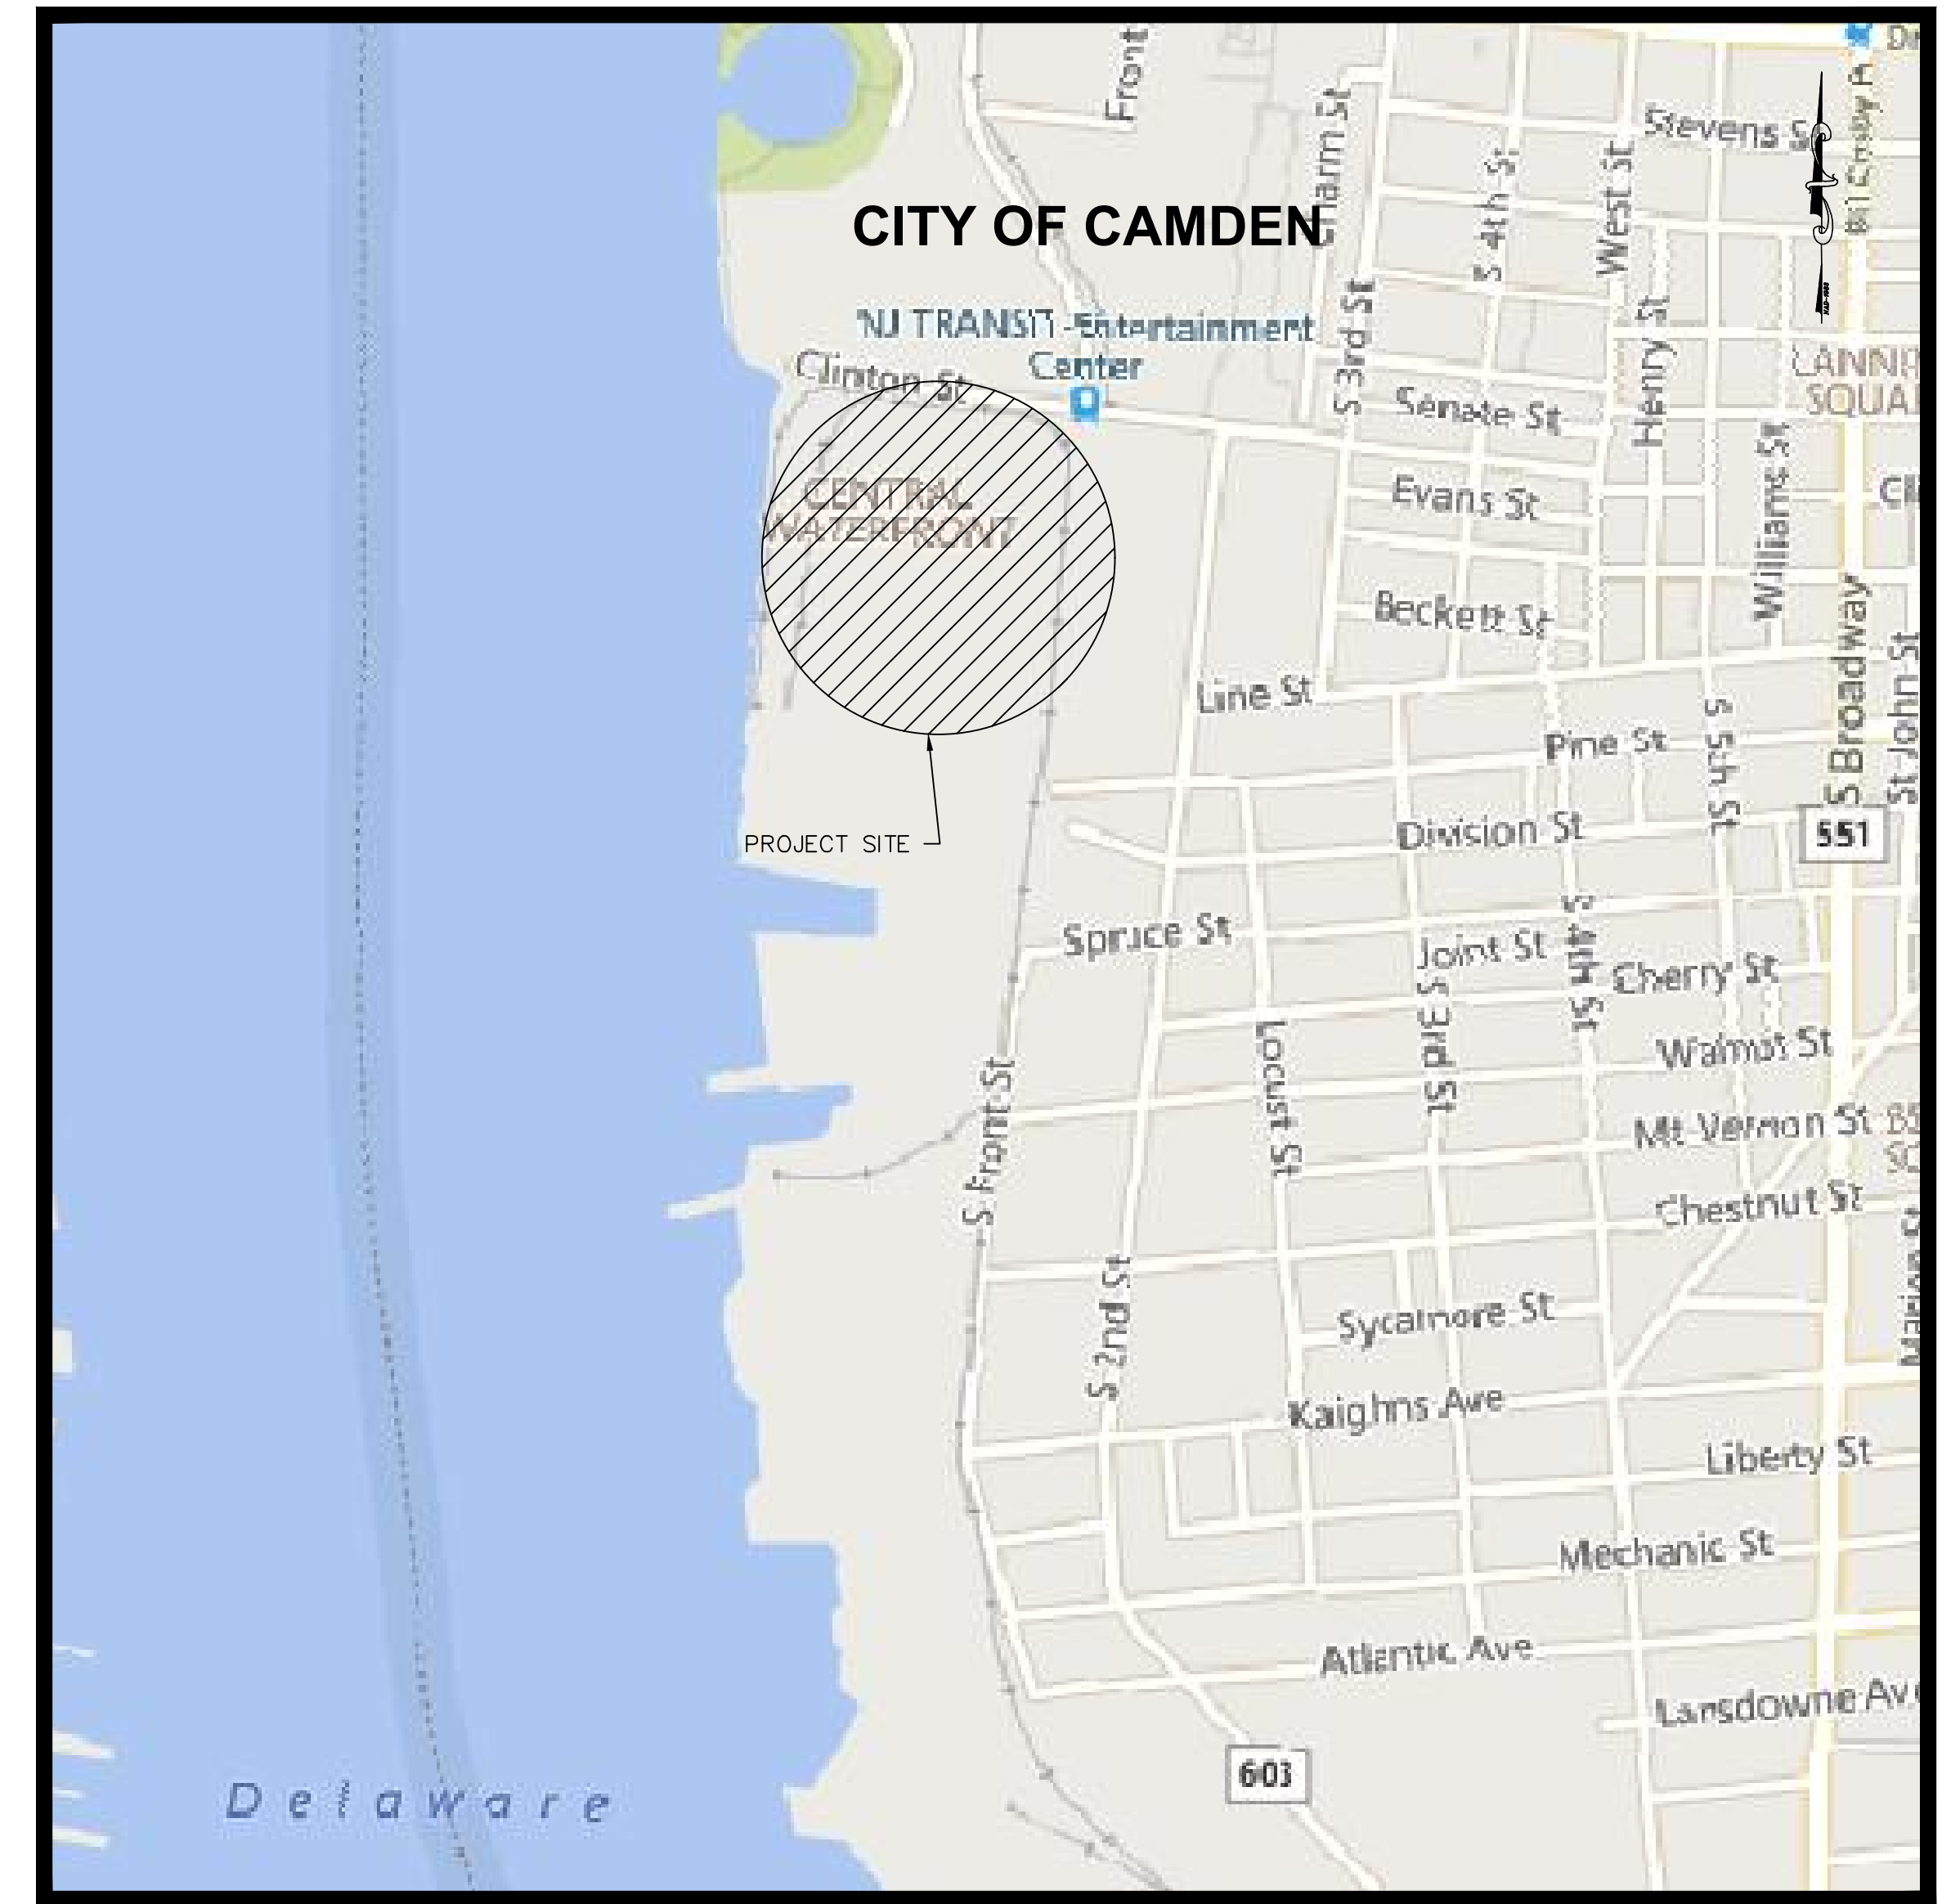 Front
Stevens S
S 4th St
West St
CITY OF CAMDEN
NJ TRANSIT - Entertainment
Center
S 3rd St
Henry St
Clinton St
Senate St
CENTRAL
WATERFRONT
Evans St
Williams St
Beckett St
Line St
Pine St
S 5th St
S Broadway
St John St
PROJECT SITE
Division St
551
Spruce St
Joint St
S 4th St
Cherry St
S 3rd St
Locust St
Walnut St
S Front St
Mt Vernon St
Chestnut St
S 2nd St
Sycamore St
Kaighns Ave
Liberty St
Mechanic St
Atlantic Ave
Lansdowne Av
603
Delaware